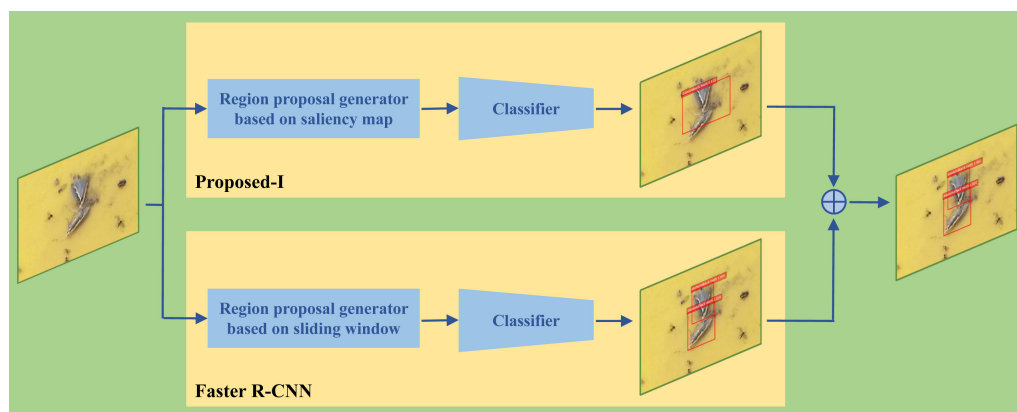 Region proposal generator
based on saliency map
Classifier
Proposed-I
Region proposal generator
based on sliding window
Classifier
Faster R-CNN